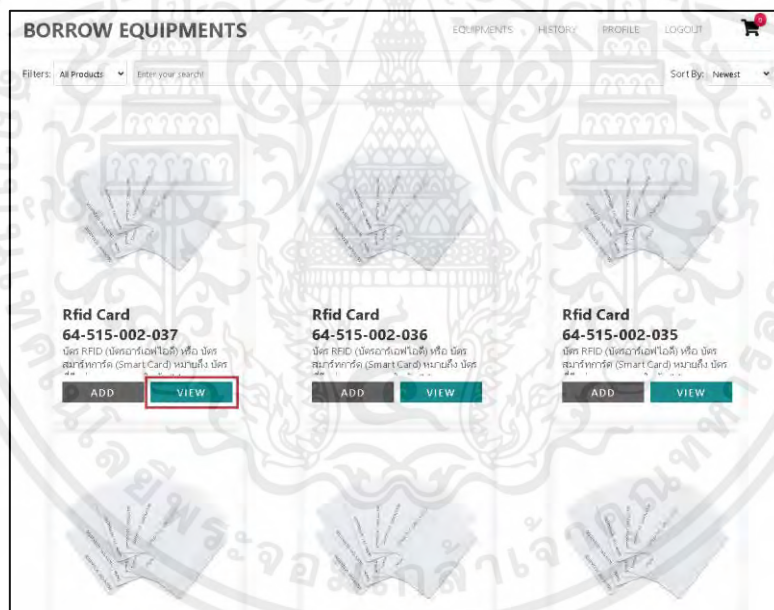 BORROW EQUIPMENTS
EQUIPMENTS HISTORY PROFILE LOGOUT
0
Filters: All Products Enter your search!
Sort By: Newest
Rfid Card
64-515-002-037
บัตร RFID (บัตรอาร์เอฟไอดี) หรือ บัตร
สมาร์ทการ์ด (Smart Card) หมายถึง บัตร
ADD VIEW
Rfid Card
64-515-002-036
บัตร RFID (บัตรอาร์เอฟไอดี) หรือ บัตร
สมาร์ทการ์ด (Smart Card) หมายถึง บัตร
ADD VIEW
Rfid Card
64-515-002-035
บัตร RFID (บัตรอาร์เอฟไอดี) หรือ บัตร
สมาร์ทการ์ด (Smart Card) หมายถึง บัตร
ADD VIEW